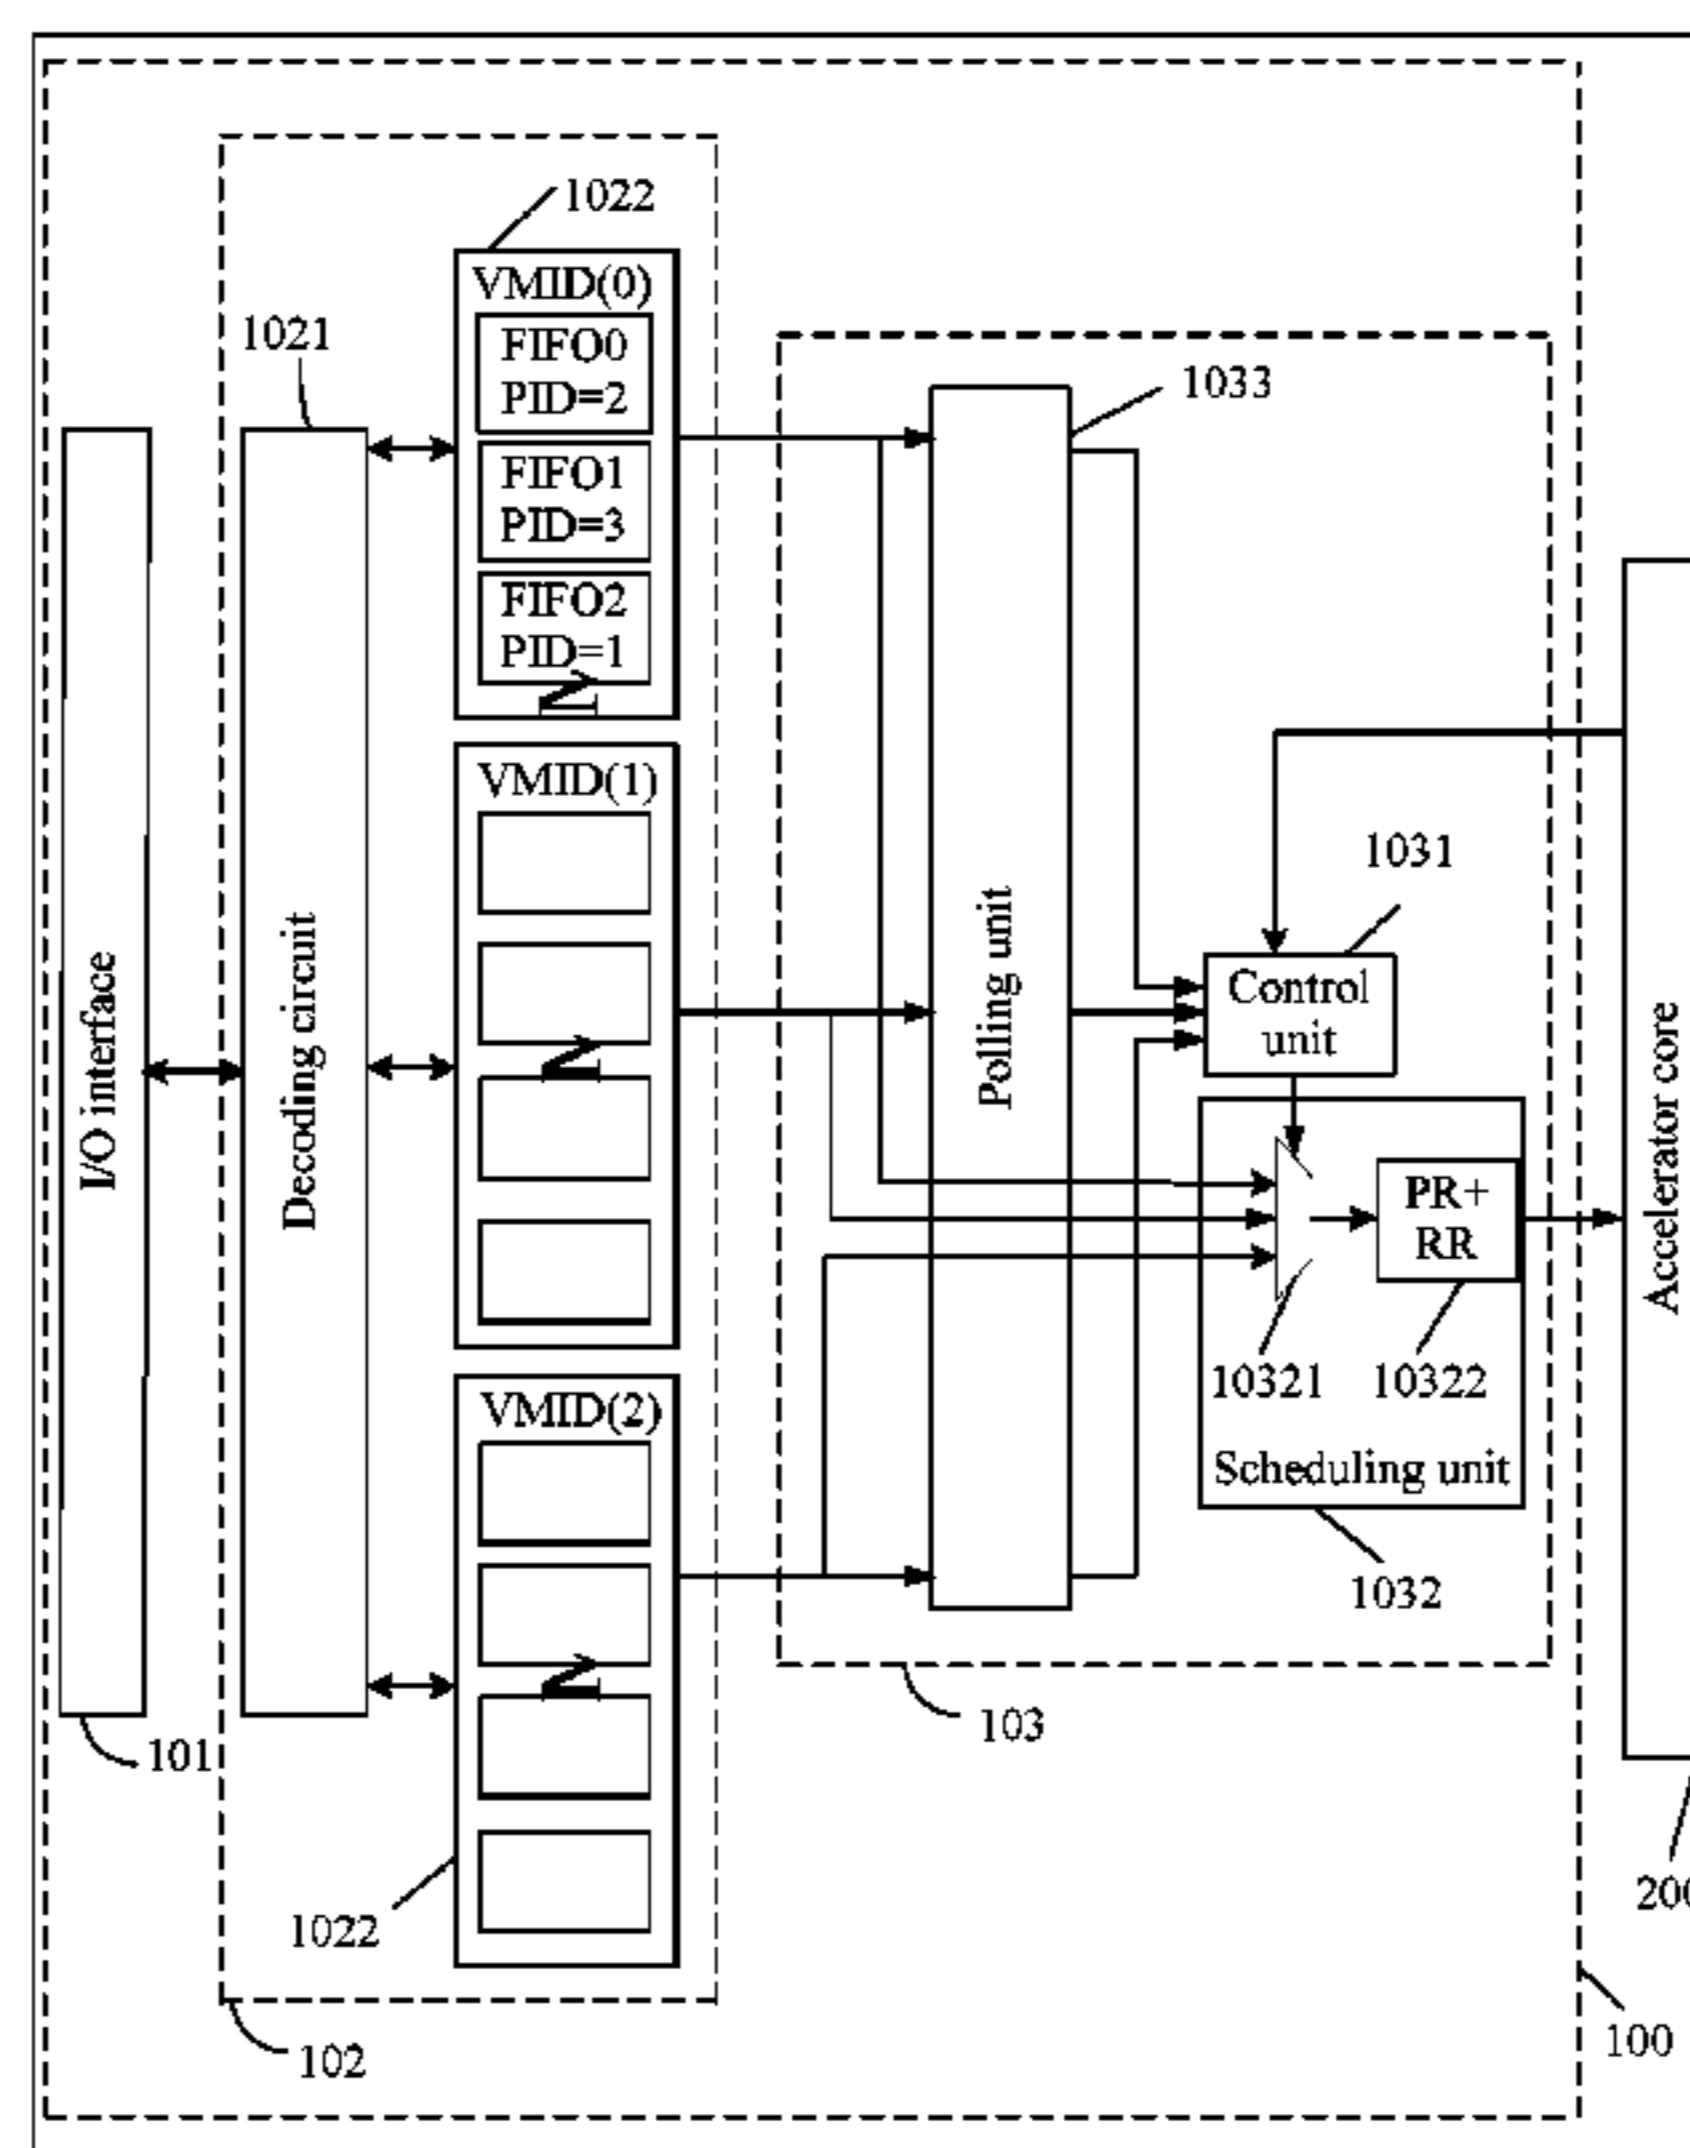 1022
VMID(0)
FIFO0
PID=2
FIFO1
PID=3
FIFO2
PID=1
1021
1033
VMID(1)
1031
Control
unit
I/O interface
Decoding circuit
Polling unit
Accelerator core
PR+
RR
10321
10322
Scheduling unit
VMID(2)
1032
103
101
1022
200
100
102